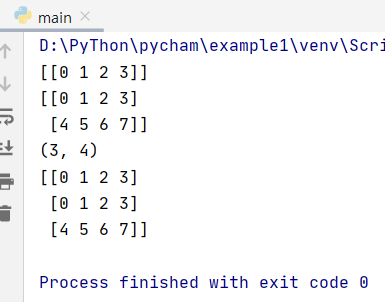 main
D:\PyThon\pycham\example1\venv\Scri
[[0 1 2 3]]
[[0 1 2 3]
 [4 5 6 7]]
(3, 4)
[[0 1 2 3]
 [0 1 2 3]
 [4 5 6 7]]
Process finished with exit code 0